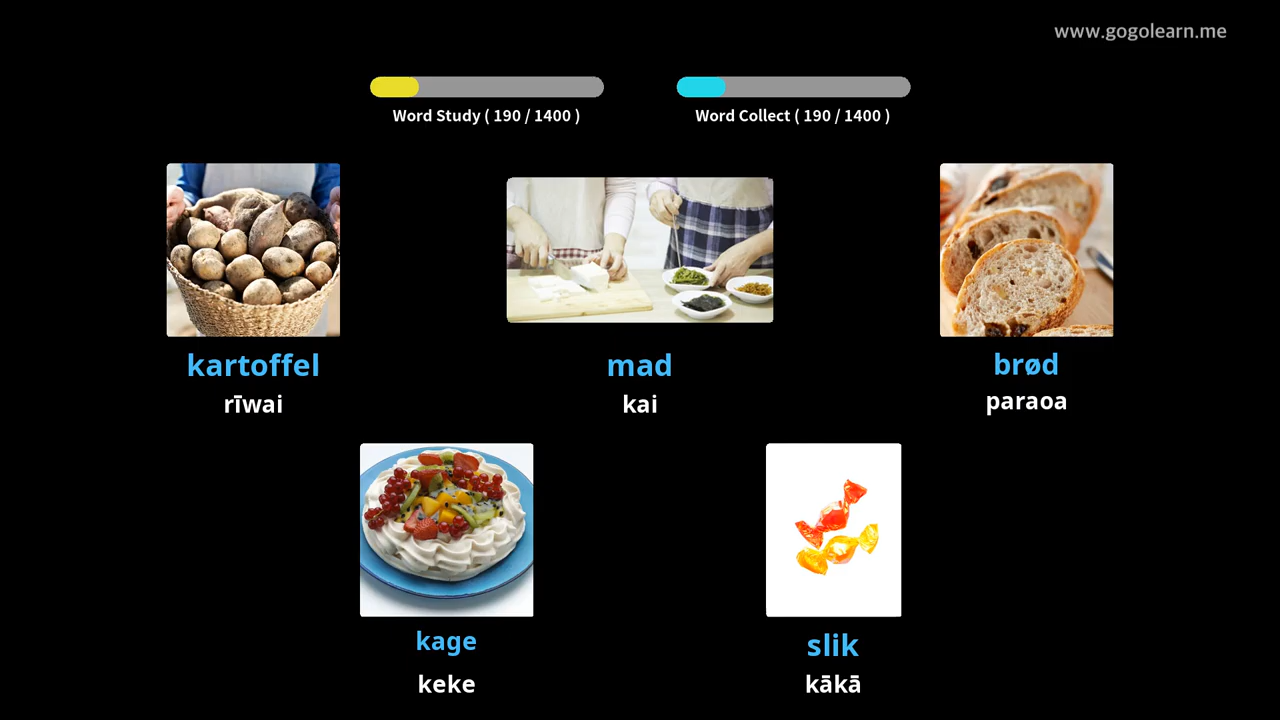 www.gogolearn.me
Word Study ( 190 / 1400 )
Word Collect ( 190 / 1400 )
kartoffel
rīwai
mad
kai
brød
paraoa
kage
keke
slik
kākā